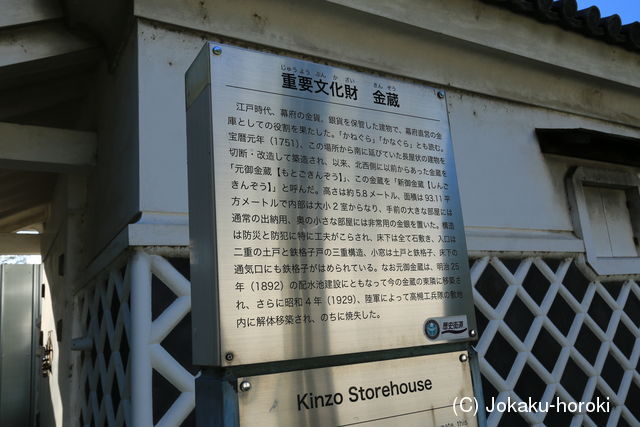 じゅうようぶんかざい きんぞう
重要文化財 金蔵
江戸時代、幕府の金貨、銀貨を保管した建物で、幕府直営の金
庫としての役割を果たした。「かねぐら」「かなぐら」とも読む。
宝暦元年(1751)、この場所から南に延びていた長屋状の建物を
切断・改造して築造され、以来、北西側に以前からあった金蔵を
「元御金蔵【もとごきんぞう】」、この金蔵を「新御金蔵【しんご
きんぞう】」と呼んだ。高さは約5.8メートル、面積は93.11平
方メートルで内部は大小2室からなり、手前の大きな部屋には
通常の出納用、奥の小さな部屋には非常用の金銀を置いた。構造
は防災と防犯に特に工夫がこらされ、床下は全て石敷き、入口は
二重の土戸と鉄格子戸の三重構造、小窓は土戸と鉄格子、床下の
通気口にも鉄格子がはめられている。なお元御金蔵は、明治25
年(1892)の配水池建設にともなって今の金蔵の東隣に移築さ
れ、さらに昭和4年(1929)、陸軍によって高槻工兵隊の敷地
内に解体移築され、のちに焼失した。
歴史街道
Kinzo Storehouse
(C) Jokaku-horoki